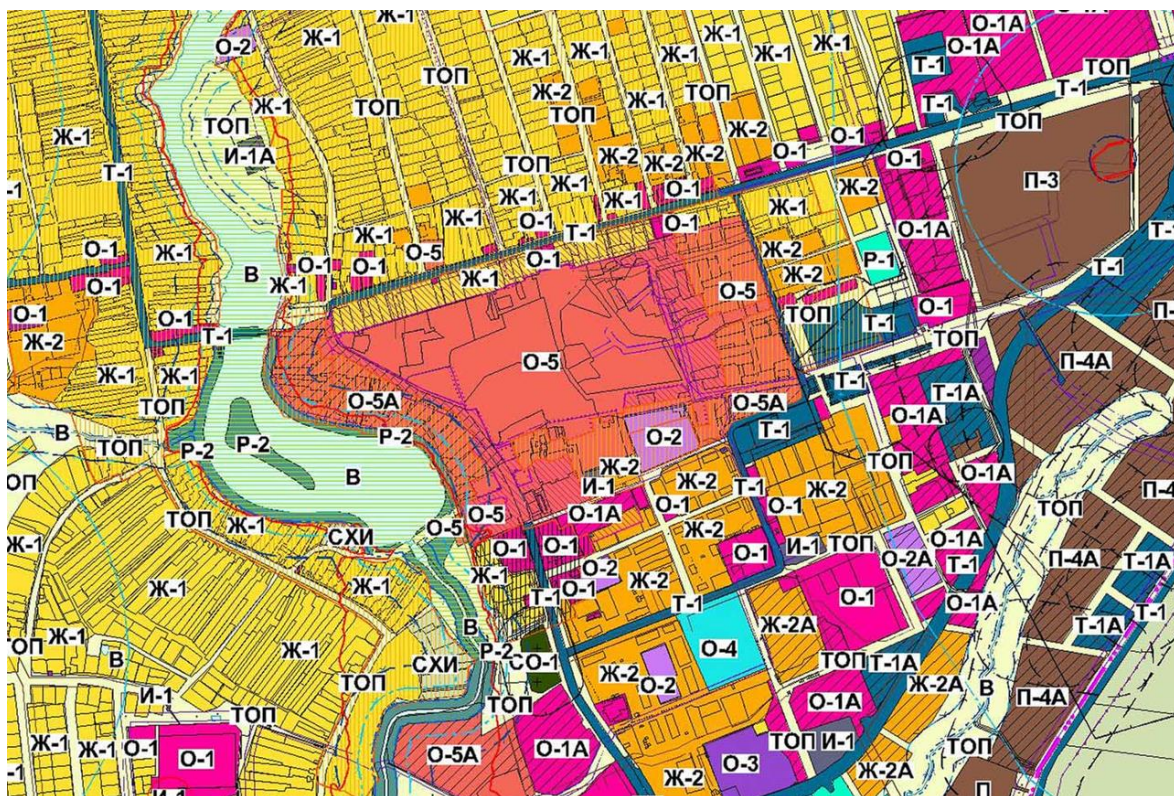 О-1А
О-2
Ж-1
Ж-1
Ж-1
Ж-1
Ж-1
Ж-1
О-1А
Т-1
ТОП
ТОП
ТОП
Ж-1
Ж-2
Ж-1
ТОП
Т-1
Т-1
ТОП
ТОП
Ж-2
О-1
ТОП
И-1А
Т-1
ТОП
Ж-2
Ж-2
Ж-2
О-1
О-1
П-3
Ж-1
Ж-1
Ж-1
О-1
Ж-2
Ж-1
О-1
Ж-1
О-1
О-1А
Т-1
Ж-1
Ж-1
О-5
О-1
Ж-2
Р-1
Т-1
В
О-1
О-1
Ж-1
Ж-2
О-5
О-1
Ж-1
ТОП
Т-1
О-1
О-1
О-1
Т-1
Ж-2
ТОП
О-5
Ж-1
Ж-1
Т-1
П-4А
ТОП
О-5А
О-5А
Т-1А
О-1А
В
ТОП
Р-2
Р-2
Р-2
О-2
Т-1
Ж-2
ТОП
В
И-1
Ж-2
Т-1
Ж-2
ТОП
Ж-1
О-5
О-1А
О-1
О-1
О-1А
СХИ
О-5
Ж-2
О-1А
Ж-1
О-1
О-1
О-1
И-1
ТОП
О-2А
Т-1
П-4А
Т-1А
Ж-1
Ж-1
Ж-1
О-2
О-1
Ж-2
Т-1
О-1
О-1А
Т-1
В
Т-1
Ж-2А
Т-1А
ТОП
Ж-1
В
Ж-1
СХИ
Р-2
СО-1
О-4
ТОП
Т-1А
И-1
ТОП
ТОП
ТОП
Ж-2
О-2
О-1А
Ж-2А
В
П-4А
Ж-1
Ж-1
О-1
О-1
О-5А
О-1А
Ж-2
О-3
ТОП
И-1
Ж-2А
ТОП
И-1
П